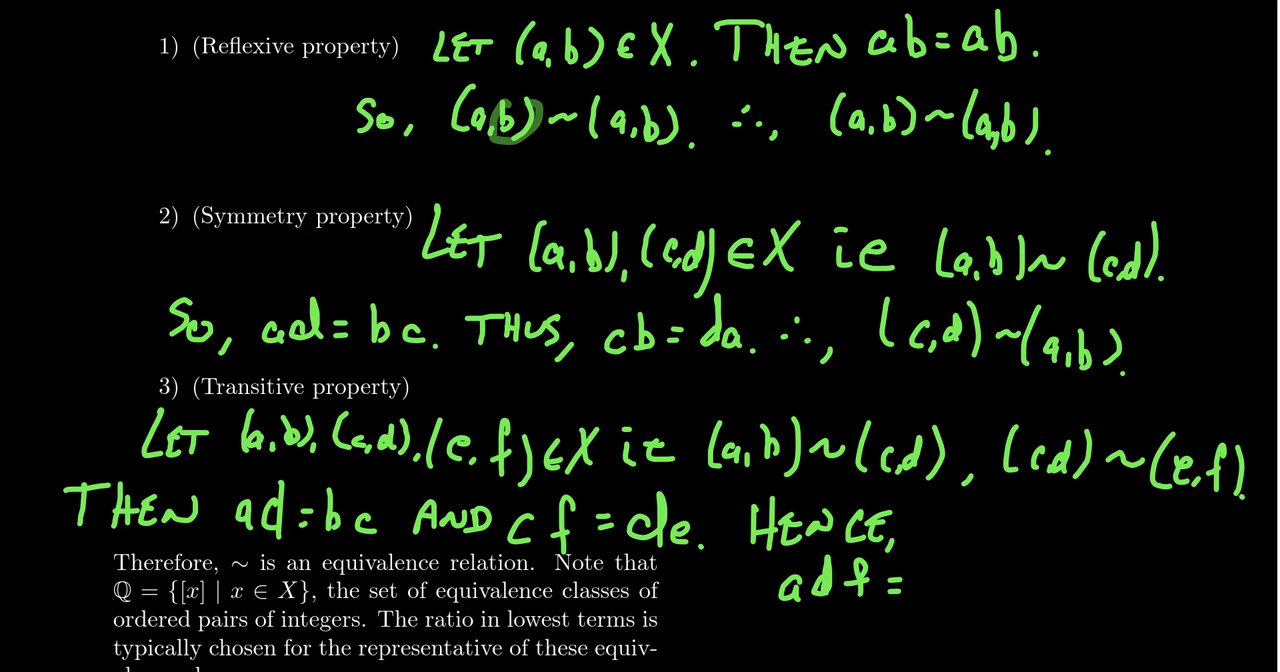 1) (Reflexive property) LET (a,b) ∈ X. THEN ab = ab.
So, (a,b) ~ (a,b). ∴, (a,b) ~ (a,b).
2) (Symmetry property) LET (a,b), (c,d) ∈ X ie (a,b) ~ (c,d).
So, ad = bc. THUS, cb = da. ∴, (c,d) ~ (a,b).
3) (Transitive property)
LET (a,b), (c,d), (e,f) ∈ X ie (a,b) ~ (c,d), (cd) ~ (e,f).
THEN ad = bc AND cf = de. HENCE,
adf =
Therefore, ∼ is an equivalence relation. Note that
ℚ = {[x] | x ∈ X}, the set of equivalence classes of
ordered pairs of integers. The ratio in lowest terms is
typically chosen for the representative of these equiv-